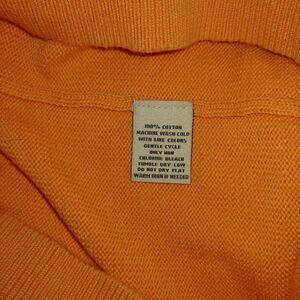 100% COTTON
MACHINE WASH COLD
WITH LIKE COLORS
GENTLE CYCLE
ONLY NON
CHLORINE BLEACH
TUMBLE DRY LOW
DO NOT DRY FLAT
WARM IRON IF NEEDED